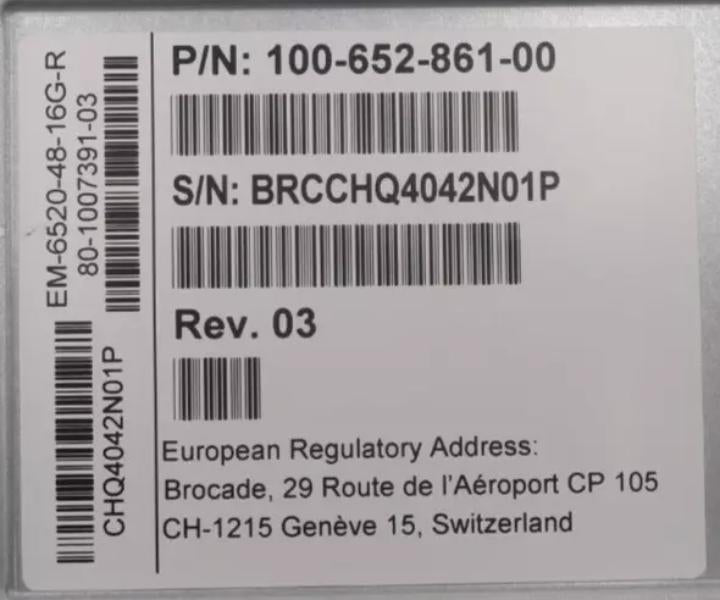 EM-6520-48-16G-R
80-1007391-03
CHQ4042N01P
P/N: 100-652-861-00
S/N: BRCCHQ4042N01P
Rev. 03
European Regulatory Address:
Brocade, 29 Route de l'Aéroport CP 105
CH-1215 Genève 15, Switzerland